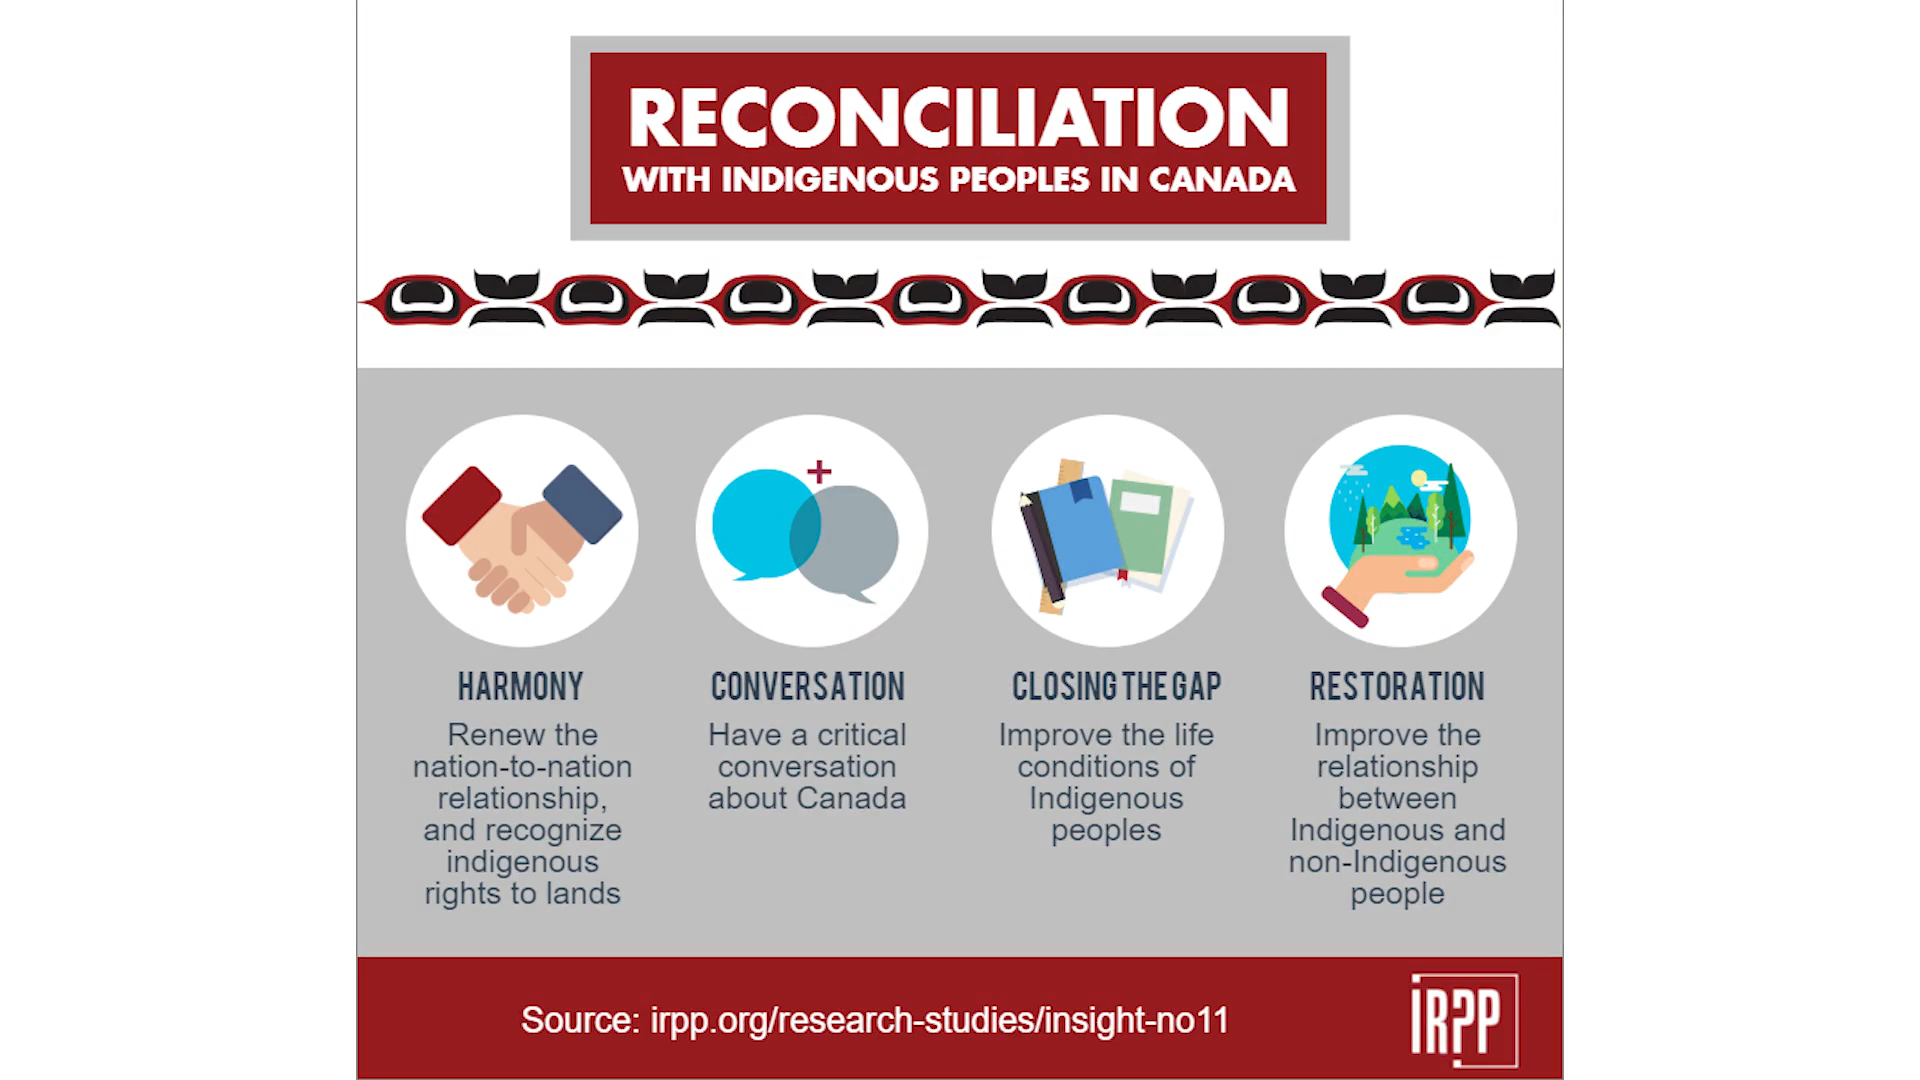 RECONCILIATION
WITH INDIGENOUS PEOPLES IN CANADA
HARMONY
Renew the
nation-to-nation
relationship,
and recognize
indigenous
rights to lands
CONVERSATION
Have a critical
conversation
about Canada
CLOSING THE GAP
Improve the life
conditions of
Indigenous
peoples
RESTORATION
Improve the
relationship
between
Indigenous and
non-Indigenous
people
Source: irpp.org/research-studies/insight-no11
IRPP